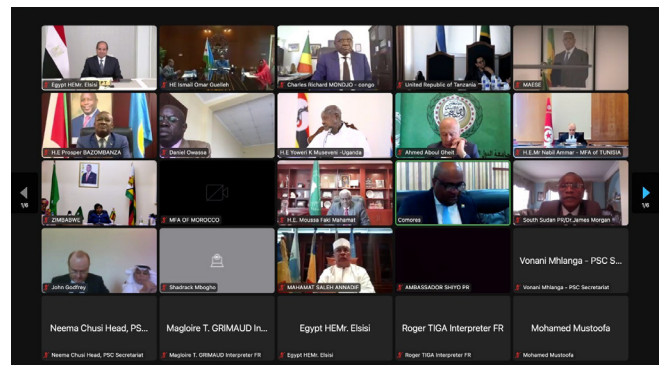 Egypt HEMr. Elsisi
HE Ismail Omar Guelleh
Charles Richard MONDJO - congo
United Republic of Tanzania
MAESE
H.E Prosper BAZOMBANZA
Daniel Owassa
H.E Yoweri K Museveni -Uganda
Ahmed Aboul Gheit
H.E.Mr Nabil Ammar - MFA of TUNISIA
1/6
1/6
ZIMBABWE
MFA OF MOROCCO
H.E. Moussa Faki Mahamat
Comores
South Sudan PR/Dr.James Morgan
John Godfrey
Shadrack Mbogho
MAHAMAT SALEH ANNADIF
AMBASSADOR SHIYO PR
Vonani Mhlanga - PSC S...
Vonani Mhlanga - PSC Secretariat
Neema Chusi Head, PS...
Magloire T. GRIMAUD In...
Egypt HEMr. Elsisi
Roger TIGA Interpreter FR
Mohamed Mustoofa
Neema Chusi Head, PSC Secretariat
Magloire T. GRIMAUD Interpreter FR
Egypt HEMr. Elsisi
Roger TIGA Interpreter FR
Mohamed Mustoofa